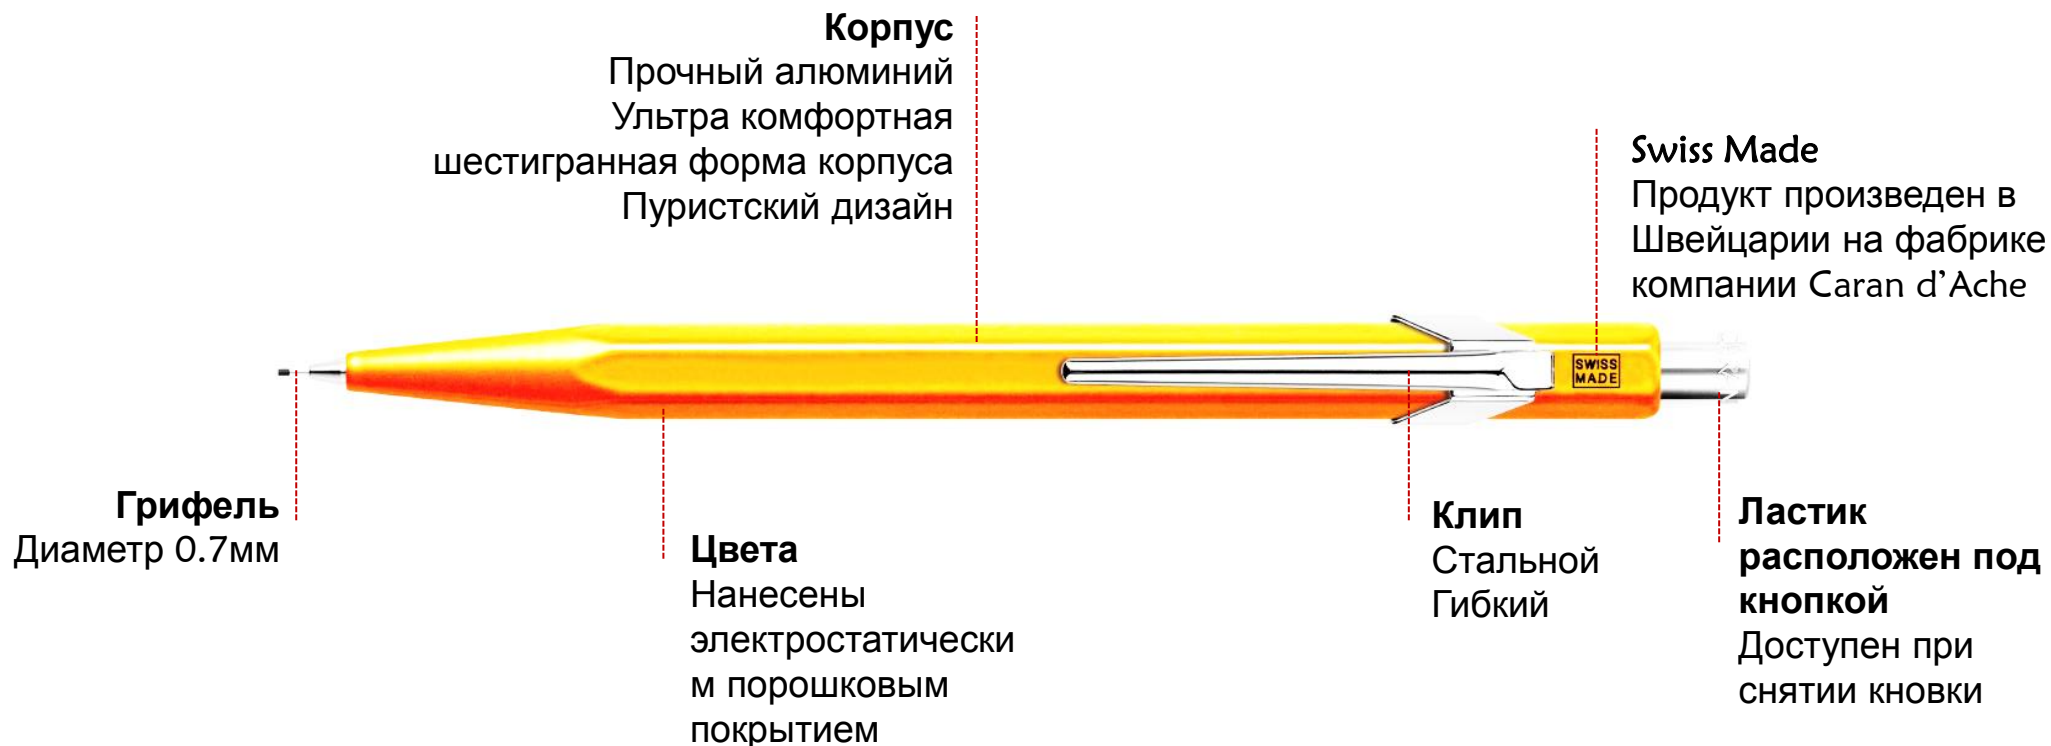 Корпус
Прочный алюминий
Ультра комфортная
шестигранная форма корпуса
Пуристский дизайн
Swiss Made
Продукт произведен в
Швейцарии на фабрике
компании Caran d’Ache
SWISS
MADE
Грифель
Диаметр 0.7мм
Цвета
Нанесены
электростатически
м порошковым
покрытием
Клип
Стальной
Гибкий
Ластик
расположен под
кнопкой
Доступен при
снятии кновки